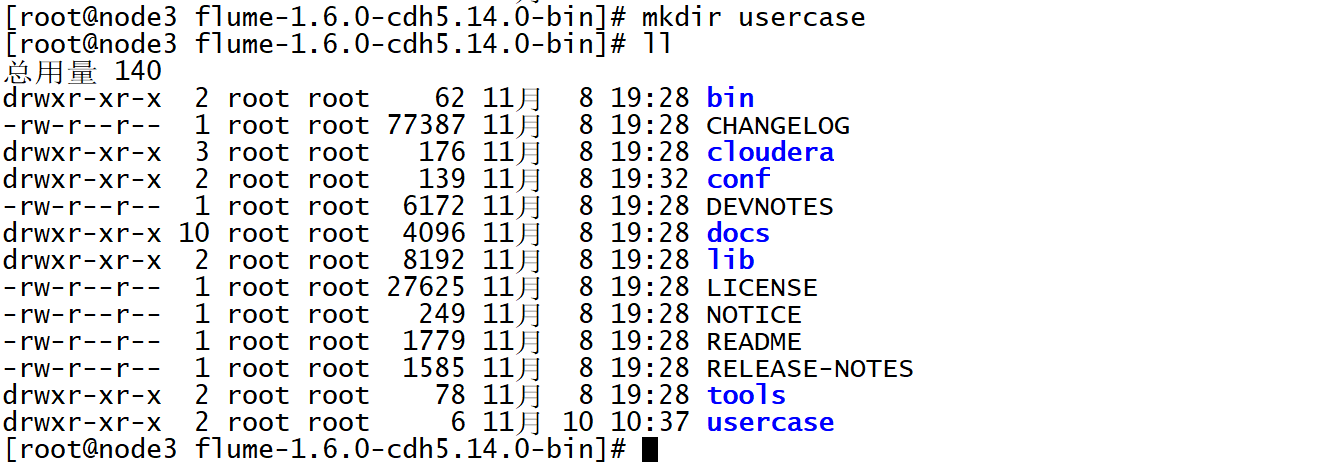 [root@node3 flume-1.6.0-cdh5.14.0-bin]# mkdir usercase
[root@node3 flume-1.6.0-cdh5.14.0-bin]# ll
总用量 140
drwxr-xr-x  2 root root    62 11月  8 19:28 bin
-rw-r--r--  1 root root 77387 11月  8 19:28 CHANGELOG
drwxr-xr-x  3 root root   176 11月  8 19:28 cloudera
drwxr-xr-x  2 root root   139 11月  8 19:32 conf
-rw-r--r--  1 root root  6172 11月  8 19:28 DEVNOTES
drwxr-xr-x 10 root root  4096 11月  8 19:28 docs
drwxr-xr-x  2 root root  8192 11月  8 19:28 lib
-rw-r--r--  1 root root 27625 11月  8 19:28 LICENSE
-rw-r--r--  1 root root   249 11月  8 19:28 NOTICE
-rw-r--r--  1 root root  1779 11月  8 19:28 README
-rw-r--r--  1 root root  1585 11月  8 19:28 RELEASE-NOTES
drwxr-xr-x  2 root root    78 11月  8 19:28 tools
drwxr-xr-x  2 root root     6 11月 10 10:37 usercase
[root@node3 flume-1.6.0-cdh5.14.0-bin]#